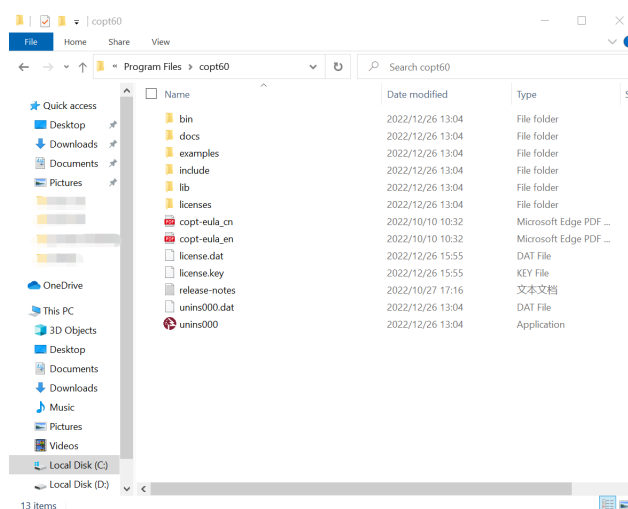 copt60
File Home Share View
« Program Files > copt60 Search copt60
Name Date modified Type
Quick access
Desktop
Downloads
Documents
Pictures
OneDrive
This PC
3D Objects
Desktop
Documents
Downloads
Music
Pictures
Videos
Local Disk (C:)
Local Disk (D:)
bin 2022/12/26 13:04 File folder
docs 2022/12/26 13:04 File folder
examples 2022/12/26 13:04 File folder
include 2022/12/26 13:04 File folder
lib 2022/12/26 13:04 File folder
licenses 2022/12/26 13:04 File folder
copt-eula_cn 2022/10/10 10:32 Microsoft Edge PDF ...
copt-eula_en 2022/10/10 10:32 Microsoft Edge PDF ...
license.dat 2022/12/26 15:55 DAT File
license.key 2022/12/26 15:55 KEY File
release-notes 2022/10/27 17:16 文本文档
unins000.dat 2022/12/26 13:04 DAT File
unins000 2022/12/26 13:04 Application
13 items